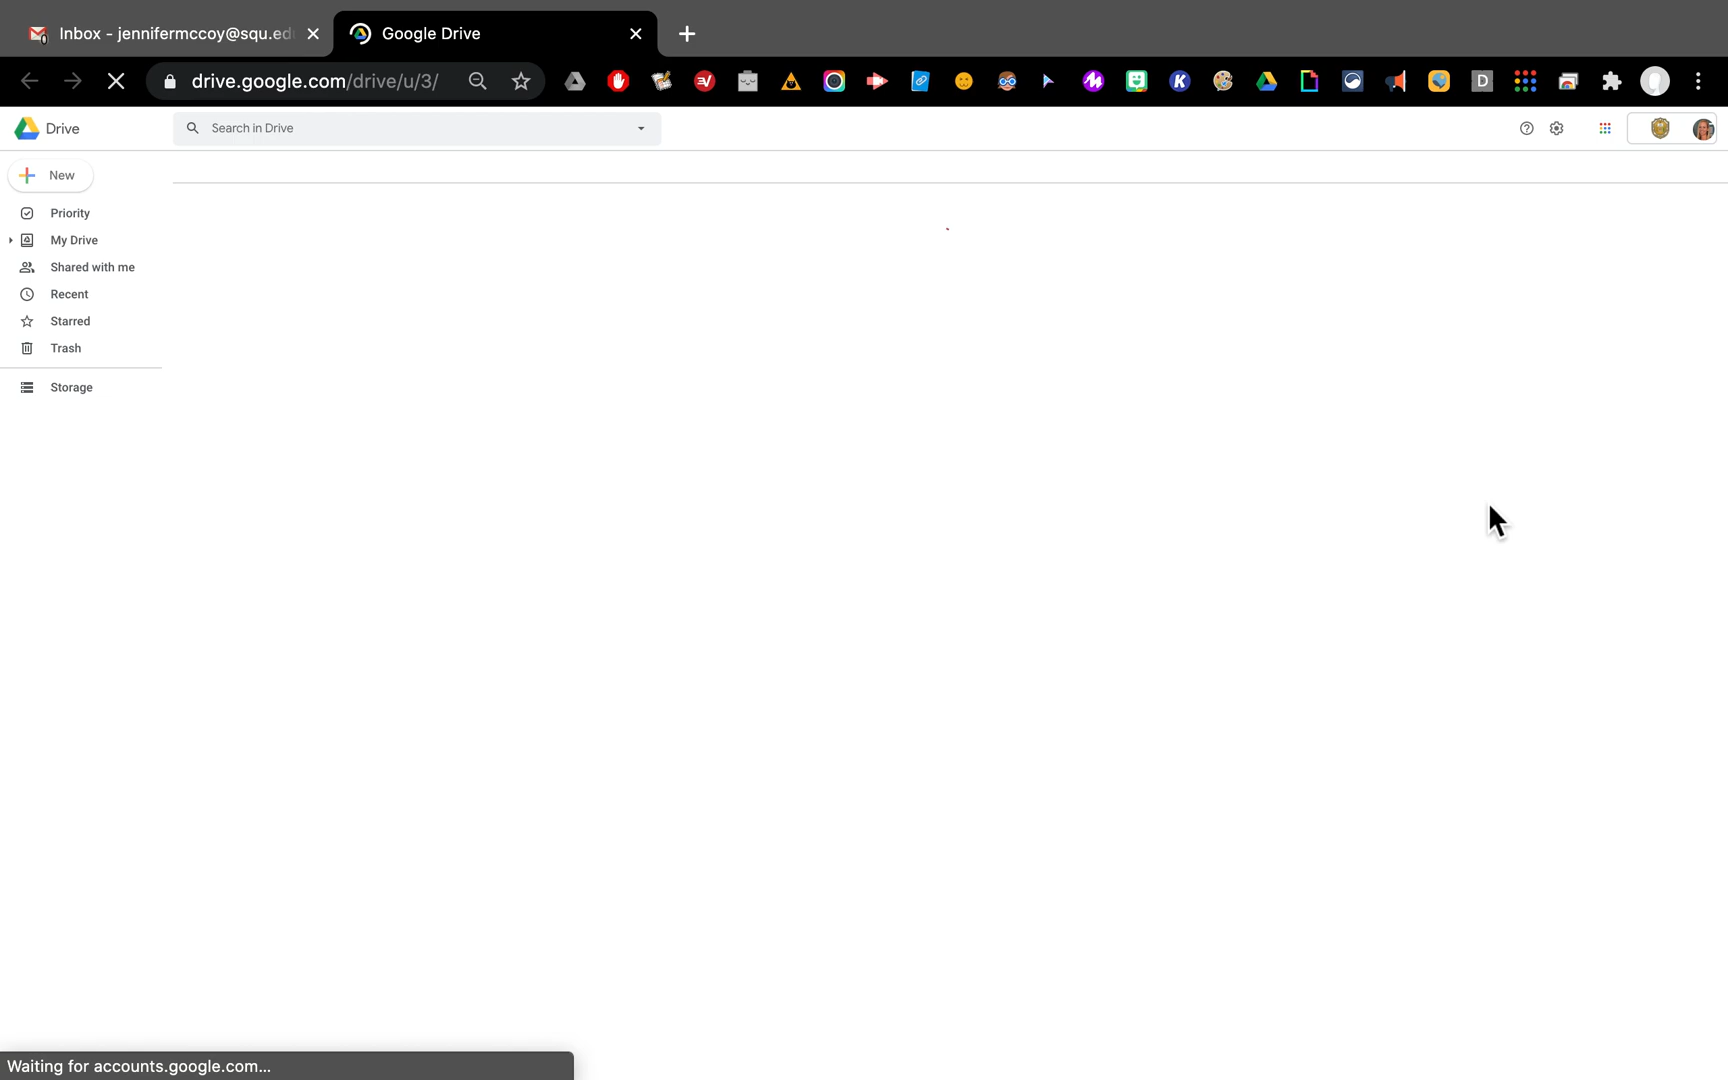 Inbox - jennifermccoy@squ.ed
Google Drive
drive.google.com/drive/u/3/
Drive
Search in Drive
New
Priority
My Drive
Shared with me
Recent
Starred
Trash
Storage
Waiting for accounts.google.com...